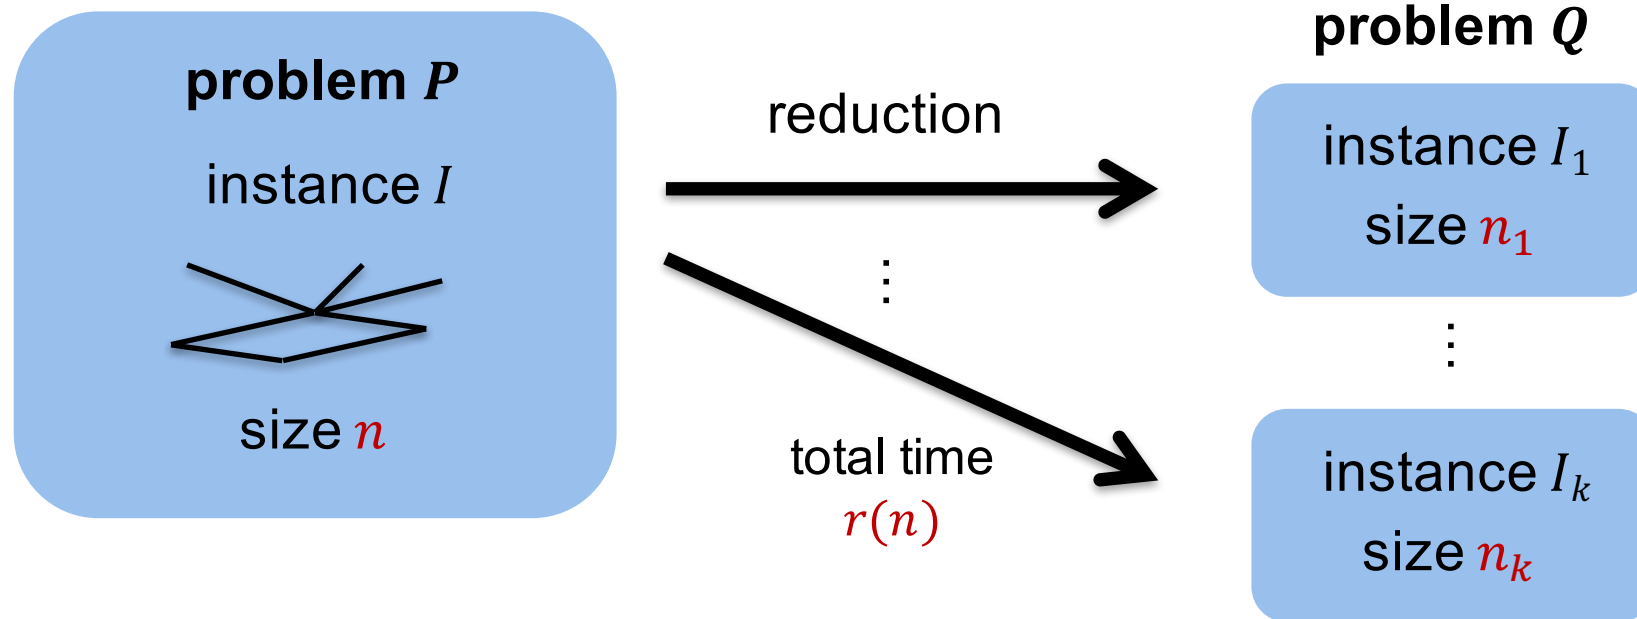 problem P
instance I
size n
reduction
⋮
total time
r(n)
problem Q
instance I₁
size n₁
⋮
instance Iₖ
size nₖ